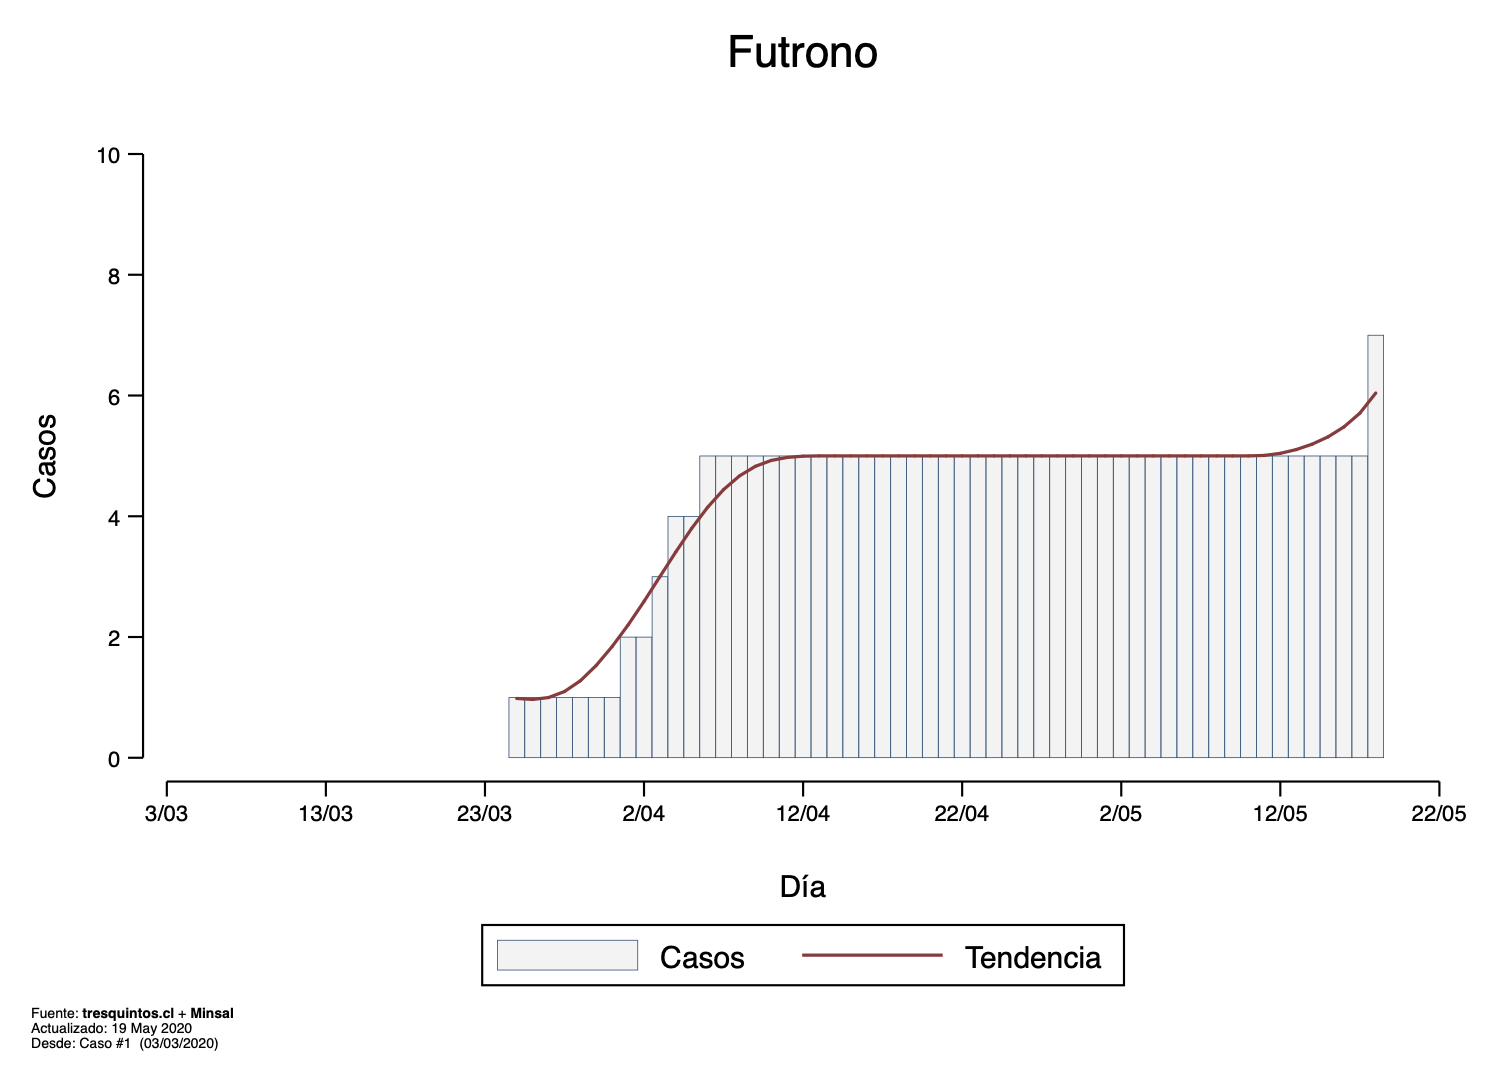 Futrono
10
8
6
4
2
0
Casos
3/03 13/03 23/03 2/04 12/04 22/04 2/05 12/05 22/05
Día
Casos Tendencia
Fuente: tresquintos.cl + Minsal
Actualizado: 19 May 2020
Desde: Caso #1 (03/03/2020)